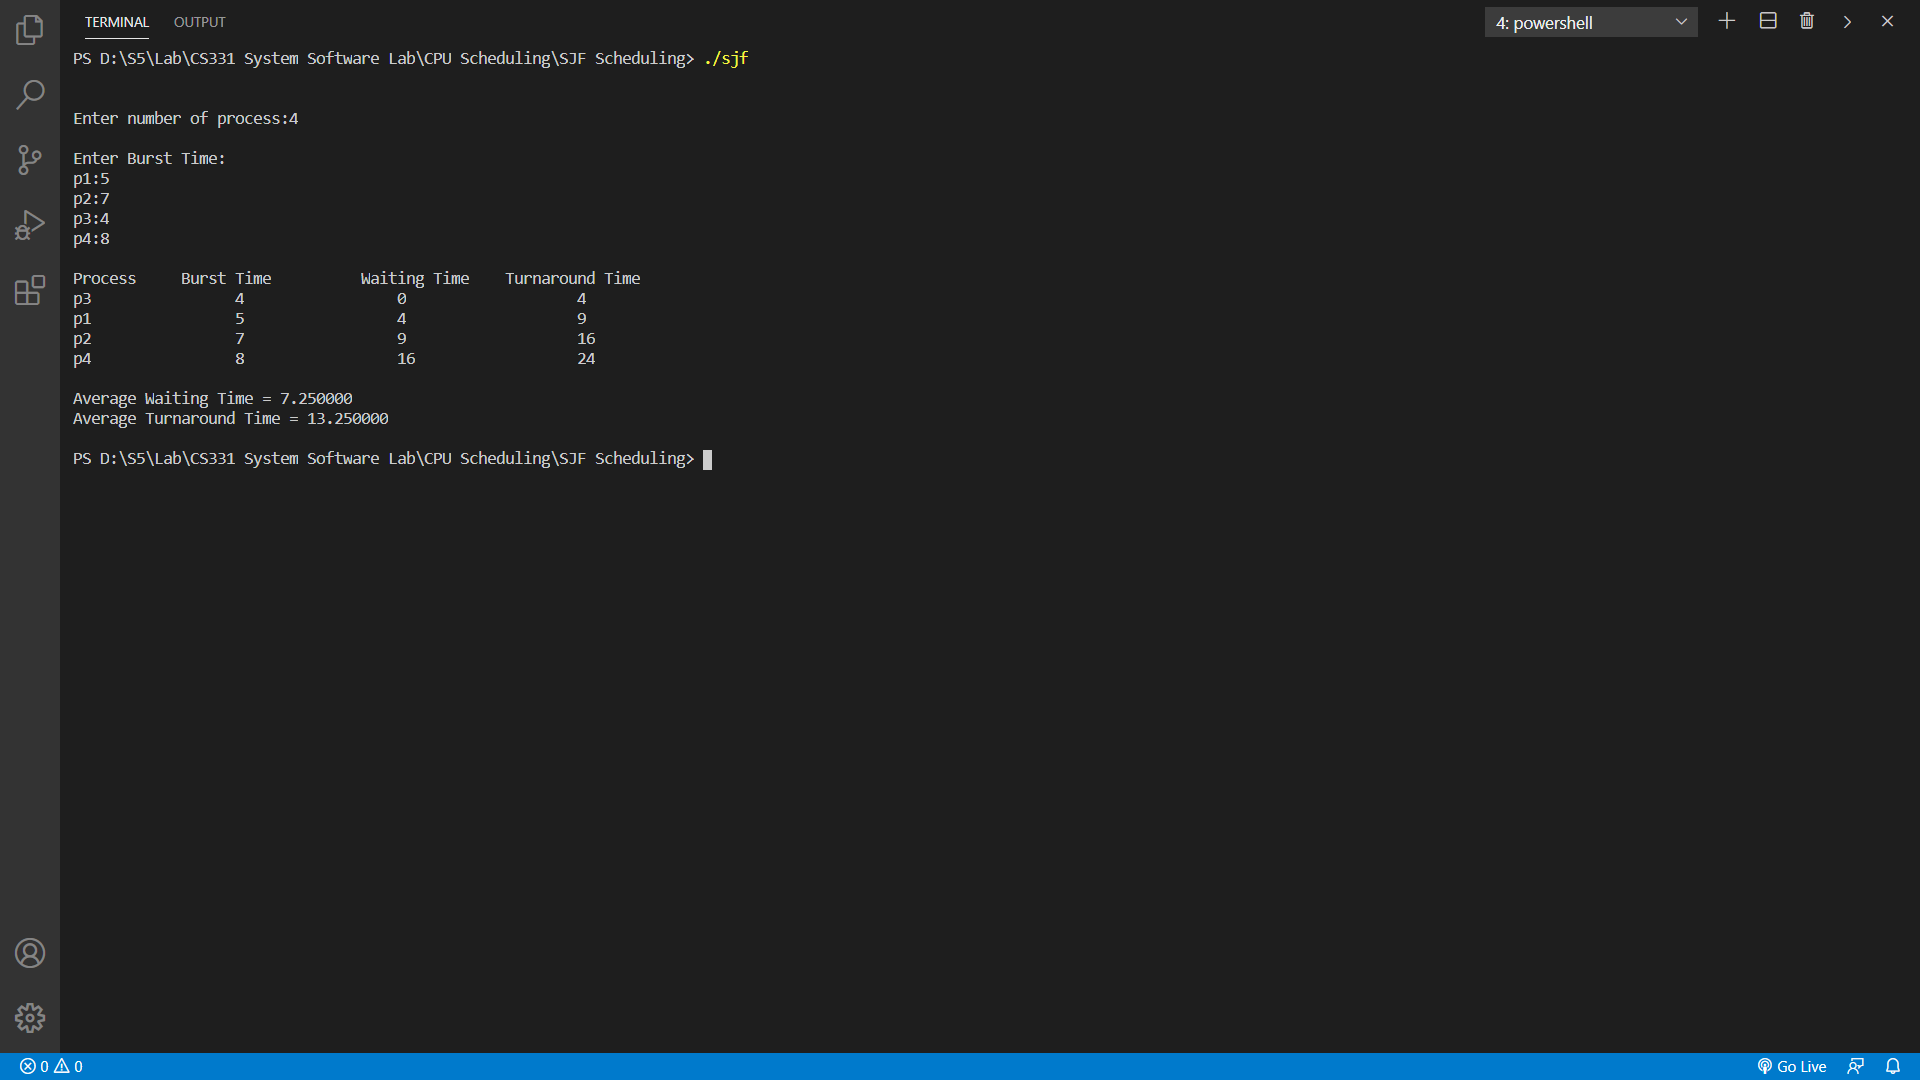 TERMINAL OUTPUT 4: powershell
PS D:\S5\Lab\CS331 System Software Lab\CPU Scheduling\SJF Scheduling> ./sjf
Enter number of process:4
Enter Burst Time:
p1:5
p2:7
p3:4
p4:8
Process Burst Time Waiting Time Turnaround Time
p3 4 0 4
p1 5 4 9
p2 7 9 16
p4 8 16 24
Average Waiting Time = 7.250000
Average Turnaround Time = 13.250000
PS D:\S5\Lab\CS331 System Software Lab\CPU Scheduling\SJF Scheduling>
0 0 Go Live